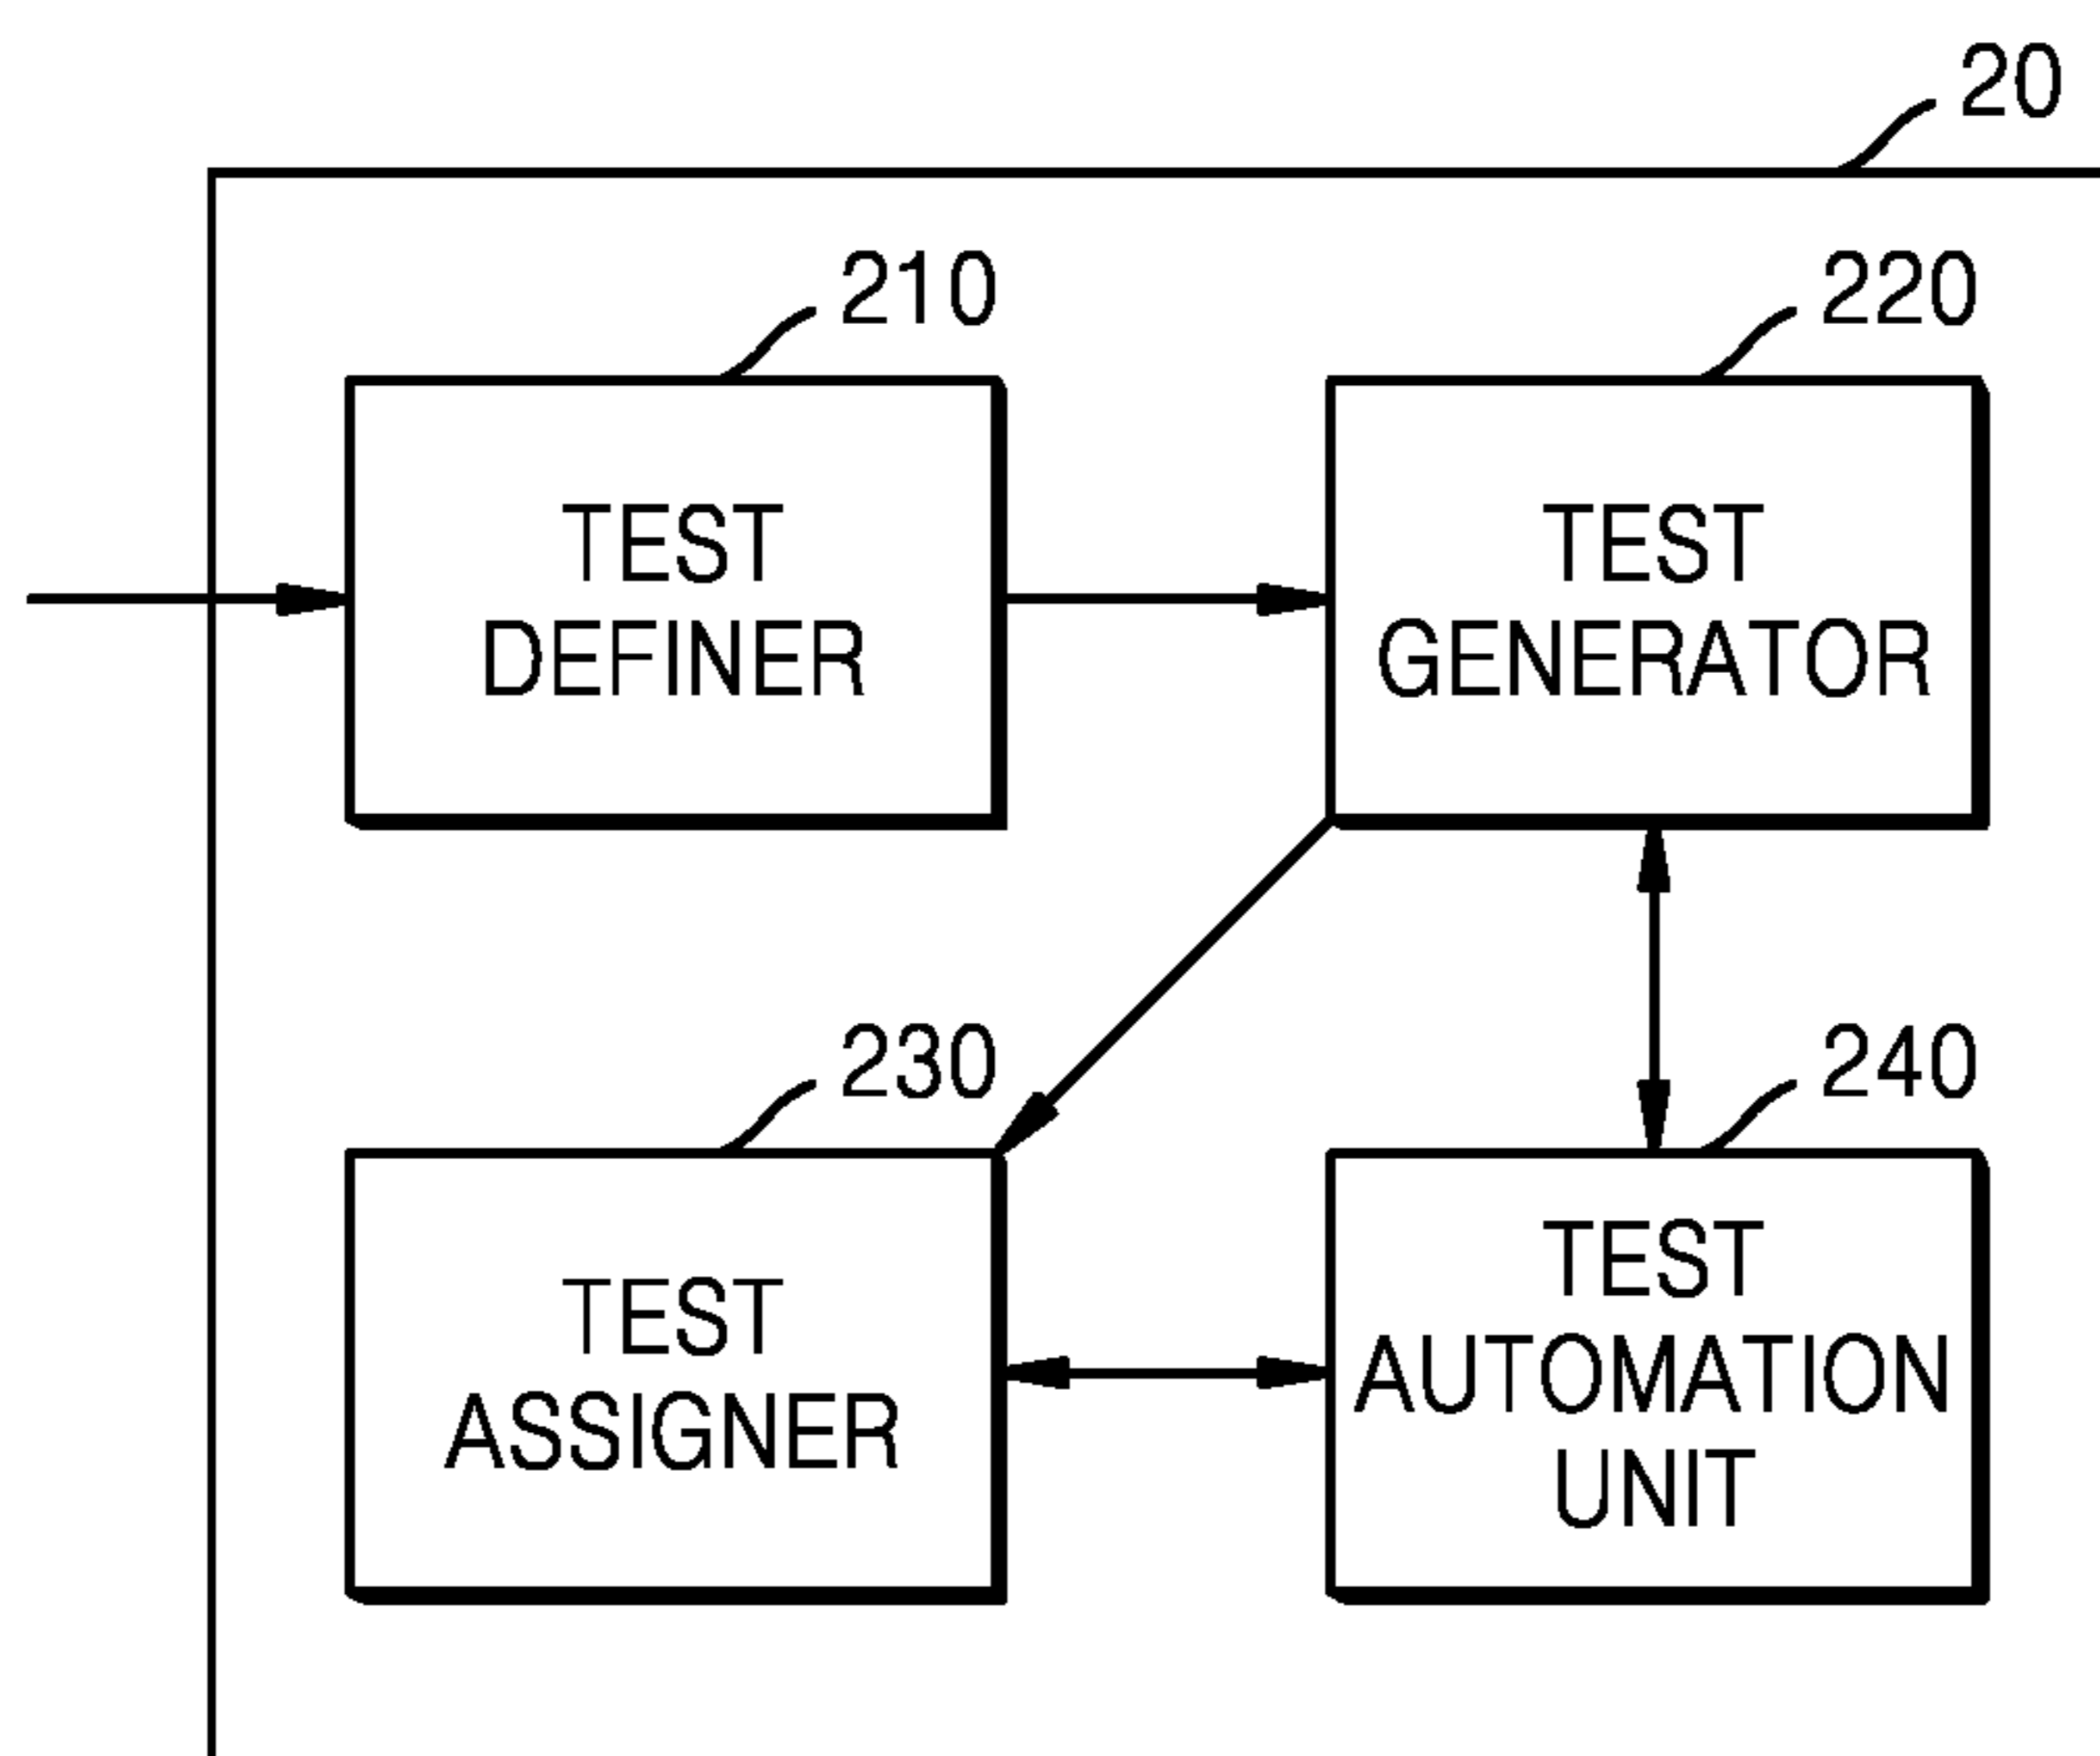 20
210
220
TEST
DEFINER
TEST
GENERATOR
230
240
TEST
ASSIGNER
TEST
AUTOMATION
UNIT